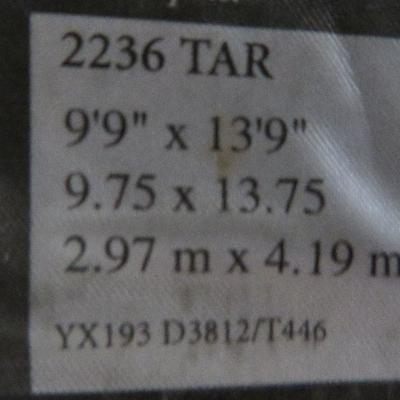 2236 TAR
9'9" x 13'9"
9.75 x 13.75
2.97 m x 4.19 m
YX193 D3812/T446